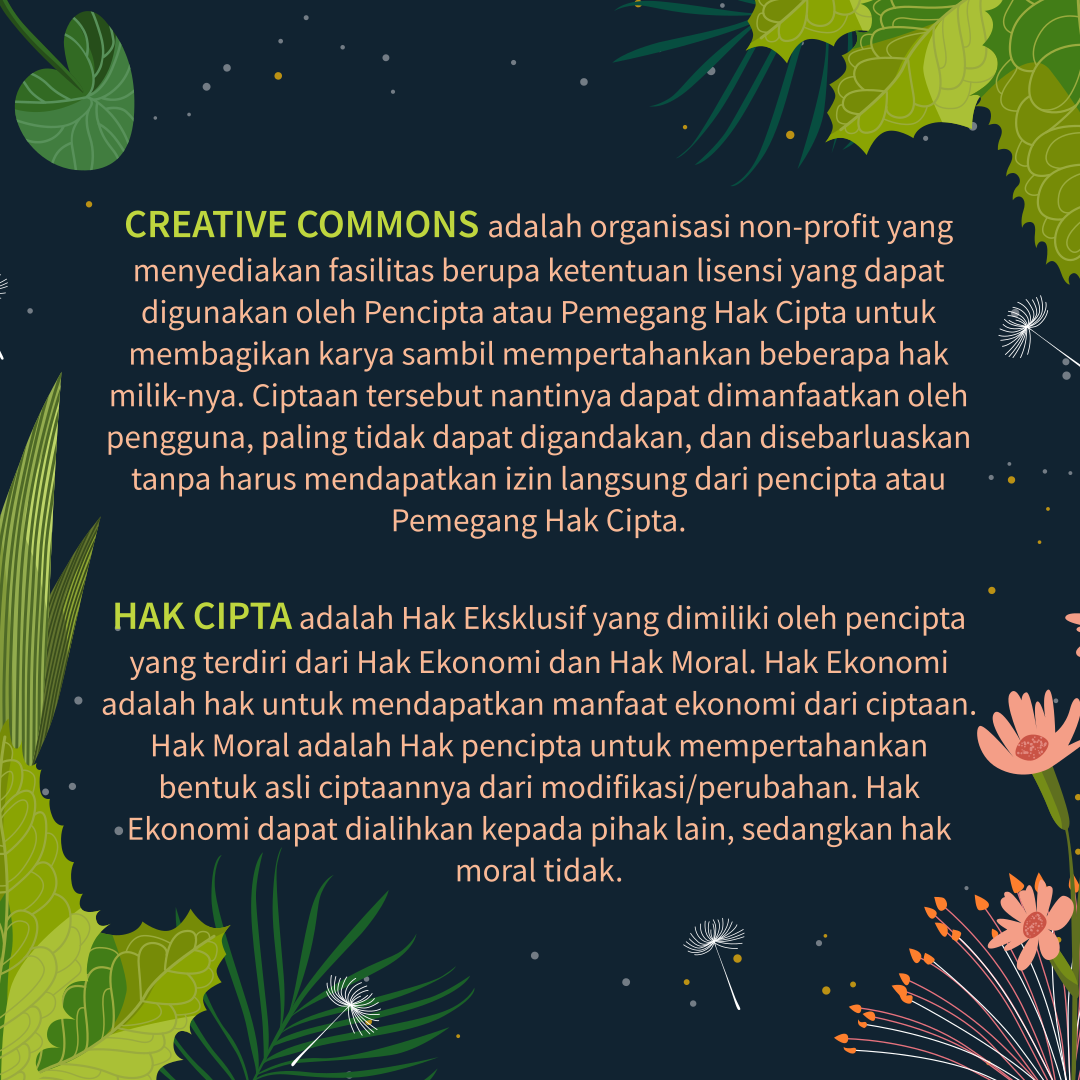 CREATIVE COMMONS adalah organisasi non-profit yang
menyediakan fasilitas berupa ketentuan lisensi yang dapat
digunakan oleh Pencipta atau Pemegang Hak Cipta untuk
membagikan karya sambil mempertahankan beberapa hak
milik-nya. Ciptaan tersebut nantinya dapat dimanfaatkan oleh
pengguna, paling tidak dapat digandakan, dan disebarluaskan
tanpa harus mendapatkan izin langsung dari pencipta atau
Pemegang Hak Cipta.
HAK CIPTA adalah Hak Eksklusif yang dimiliki oleh pencipta
yang terdiri dari Hak Ekonomi dan Hak Moral. Hak Ekonomi
adalah hak untuk mendapatkan manfaat ekonomi dari ciptaan.
Hak Moral adalah Hak pencipta untuk mempertahankan
bentuk asli ciptaannya dari modifikasi/perubahan. Hak
Ekonomi dapat dialihkan kepada pihak lain, sedangkan hak
moral tidak.